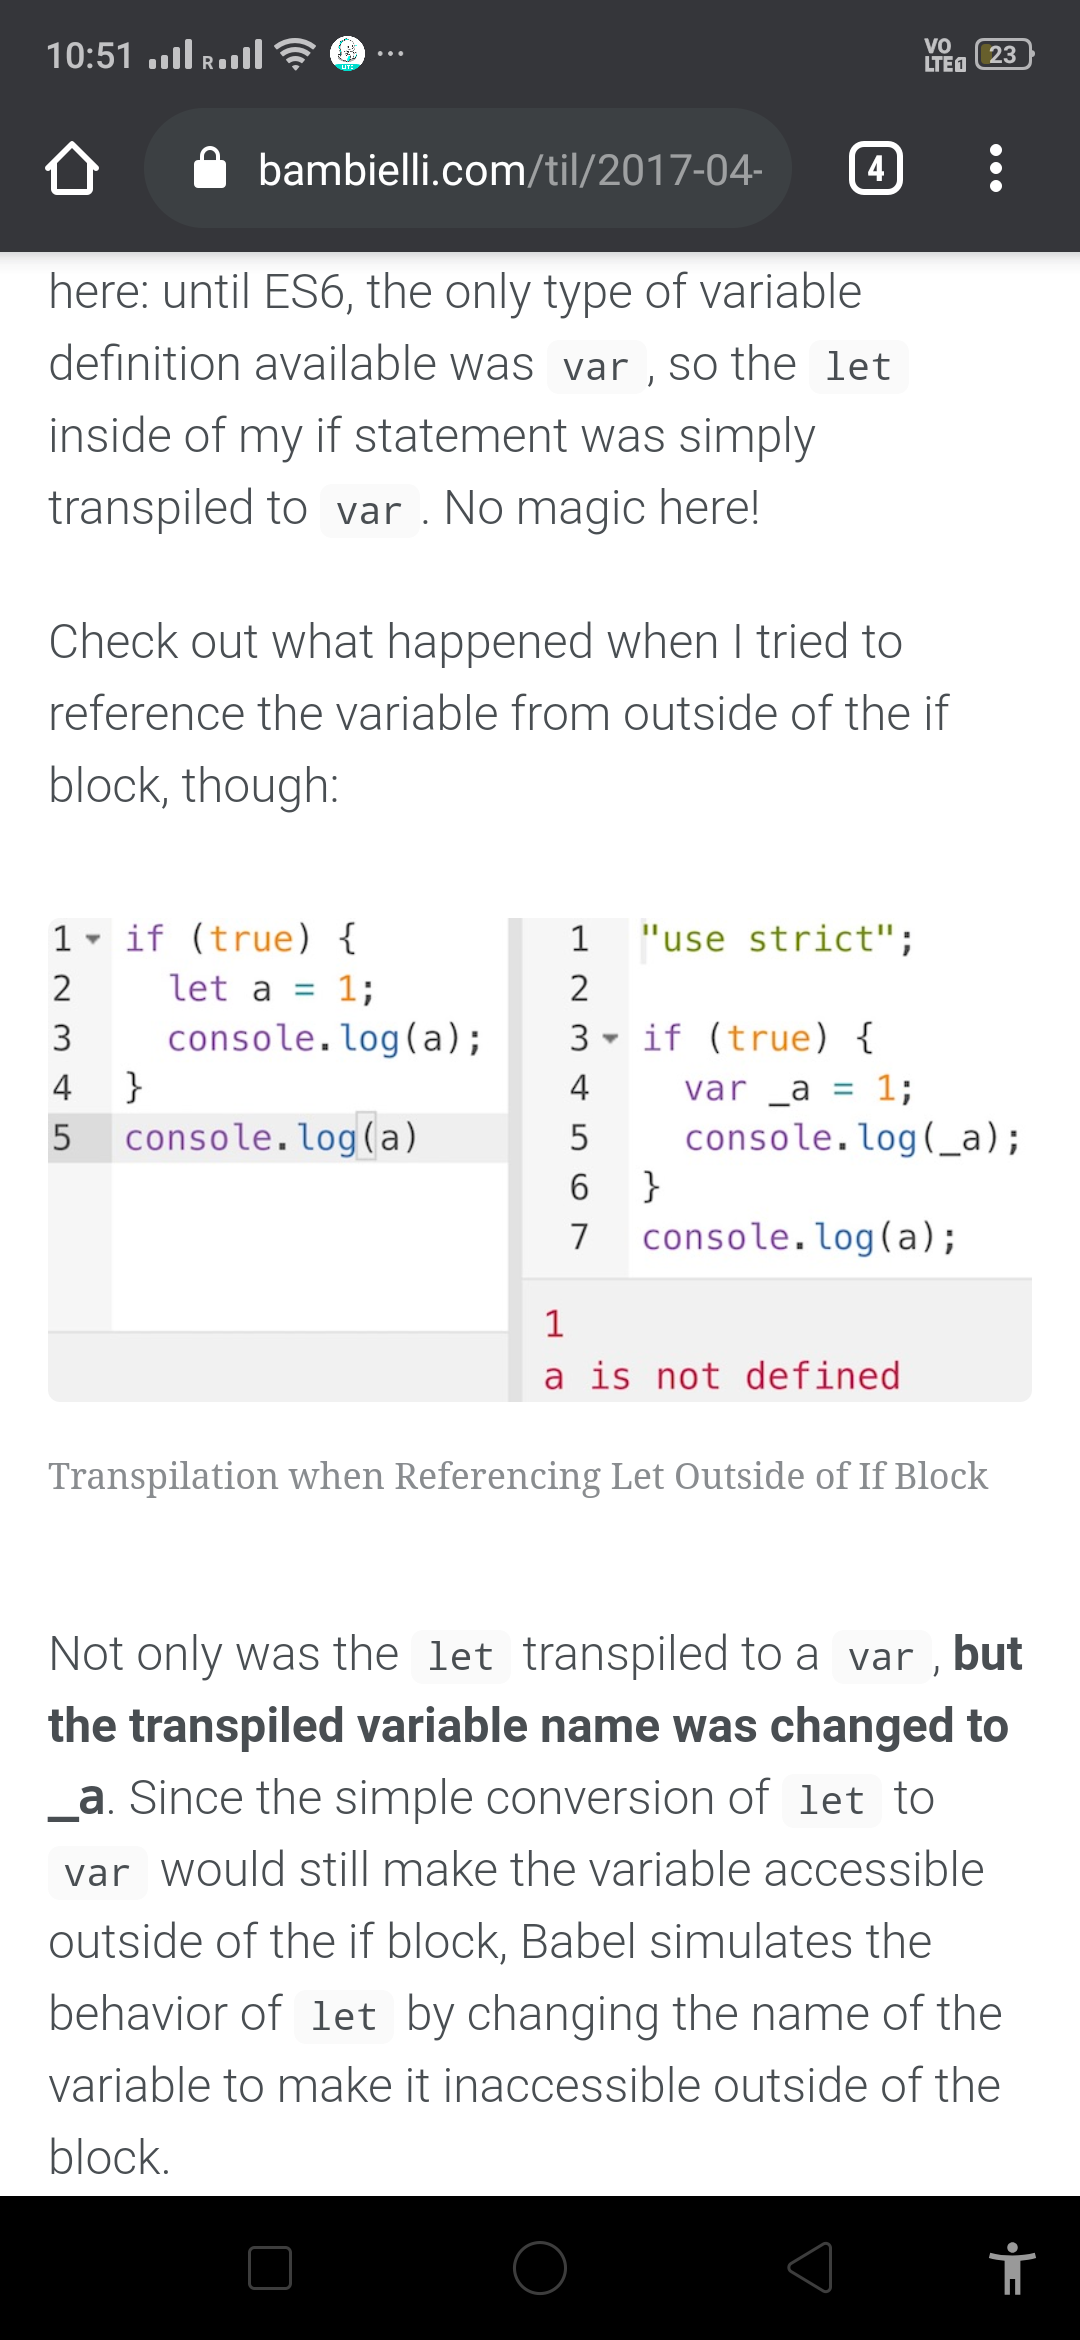 10:51 R VO LTE 1 23
bambielli.com/til/2017-04- 4
here: until ES6, the only type of variable
definition available was var , so the let
inside of my if statement was simply
transpiled to var . No magic here!
Check out what happened when I tried to
reference the variable from outside of the if
block, though:
1 if (true) {
2 let a = 1;
3 console.log(a);
4 }
5 console.log(a)
1 "use strict";
2
3 if (true) {
4 var _a = 1;
5 console.log(_a);
6 }
7 console.log(a);
1
a is not defined
Transpilation when Referencing Let Outside of If Block
Not only was the let transpiled to a var , but
the transpiled variable name was changed to
_a. Since the simple conversion of let to
var would still make the variable accessible
outside of the if block, Babel simulates the
behavior of let by changing the name of the
variable to make it inaccessible outside of the
block.